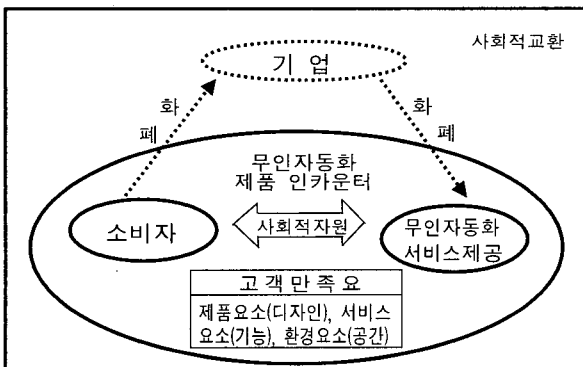 사회적교환
기 업
화
폐
화
폐
무인자동화
제품 인카운터
소비자
사회적자원
무인자동화
서비스제공
고 객 만 족 요
제품요소(디자인), 서비스
요소(기능), 환경요소(공간)